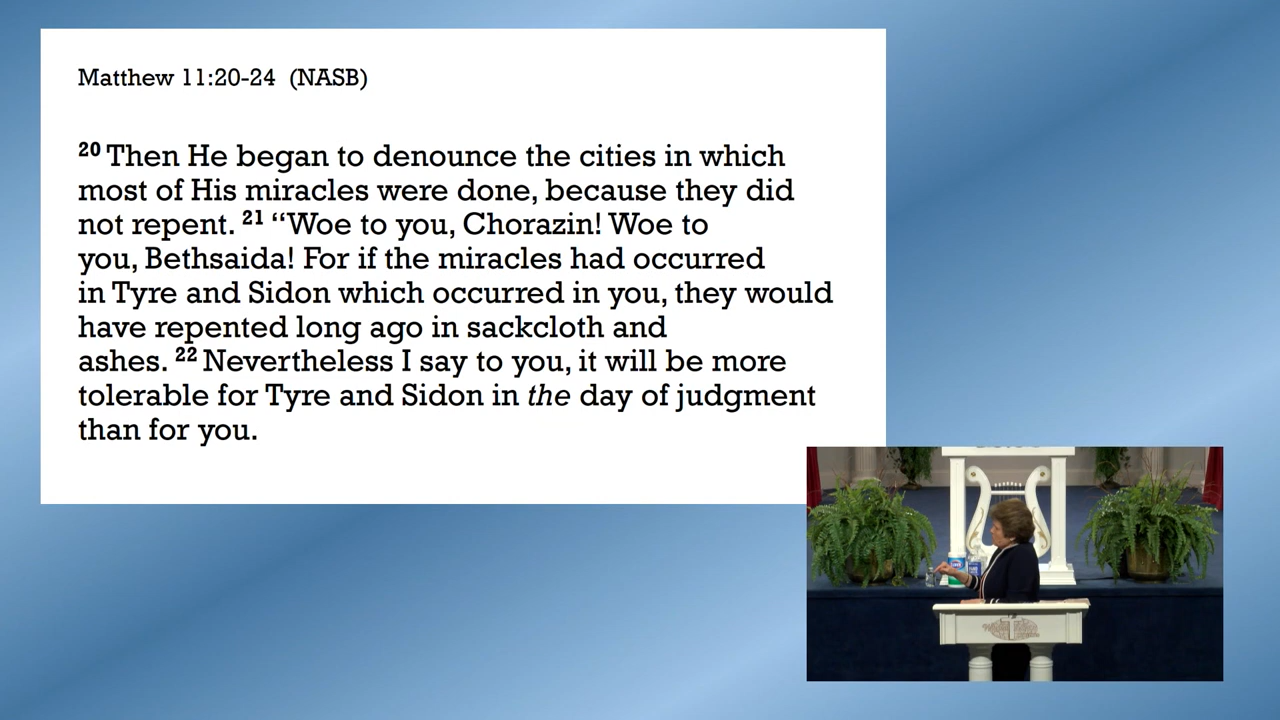 Matthew 11:20-24 (NASB)
20 Then He began to denounce the cities in which
most of His miracles were done, because they did
not repent. 21 “Woe to you, Chorazin! Woe to
you, Bethsaida! For if the miracles had occurred
in Tyre and Sidon which occurred in you, they would
have repented long ago in sackcloth and
ashes. 22 Nevertheless I say to you, it will be more
tolerable for Tyre and Sidon in the day of judgment
than for you.